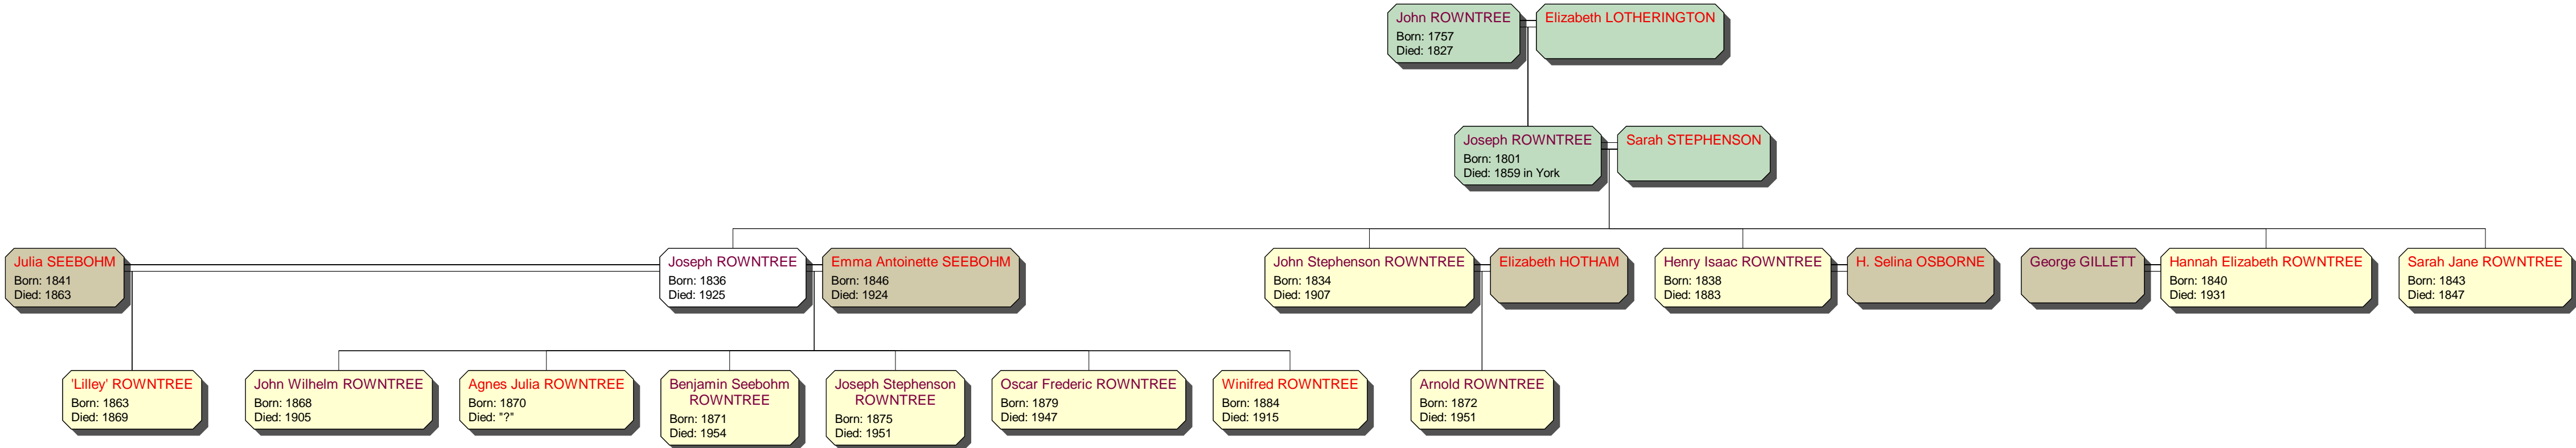 John ROWNTREE
Born: 1757
Died: 1827
Elizabeth LOTHERINGTON
Joseph ROWNTREE
Born: 1801
Died: 1859 in York
Sarah STEPHENSON
Julia SEEBOHM
Born: 1841
Died: 1863
Joseph ROWNTREE
Born: 1836
Died: 1925
Emma Antoinette SEEBOHM
Born: 1846
Died: 1924
John Stephenson ROWNTREE
Born: 1834
Died: 1907
Elizabeth HOTHAM
Henry Isaac ROWNTREE
Born: 1838
Died: 1883
H. Selina OSBORNE
George GILLETT
Hannah Elizabeth ROWNTREE
Born: 1840
Died: 1931
Sarah Jane ROWNTREE
Born: 1843
Died: 1847
'Lilley' ROWNTREE
Born: 1863
Died: 1869
John Wilhelm ROWNTREE
Born: 1868
Died: 1905
Agnes Julia ROWNTREE
Born: 1870
Died: "?"
Benjamin Seebohm
ROWNTREE
Born: 1871
Died: 1954
Joseph Stephenson
ROWNTREE
Born: 1875
Died: 1951
Oscar Frederic ROWNTREE
Born: 1879
Died: 1947
Winifred ROWNTREE
Born: 1884
Died: 1915
Arnold ROWNTREE
Born: 1872
Died: 1951